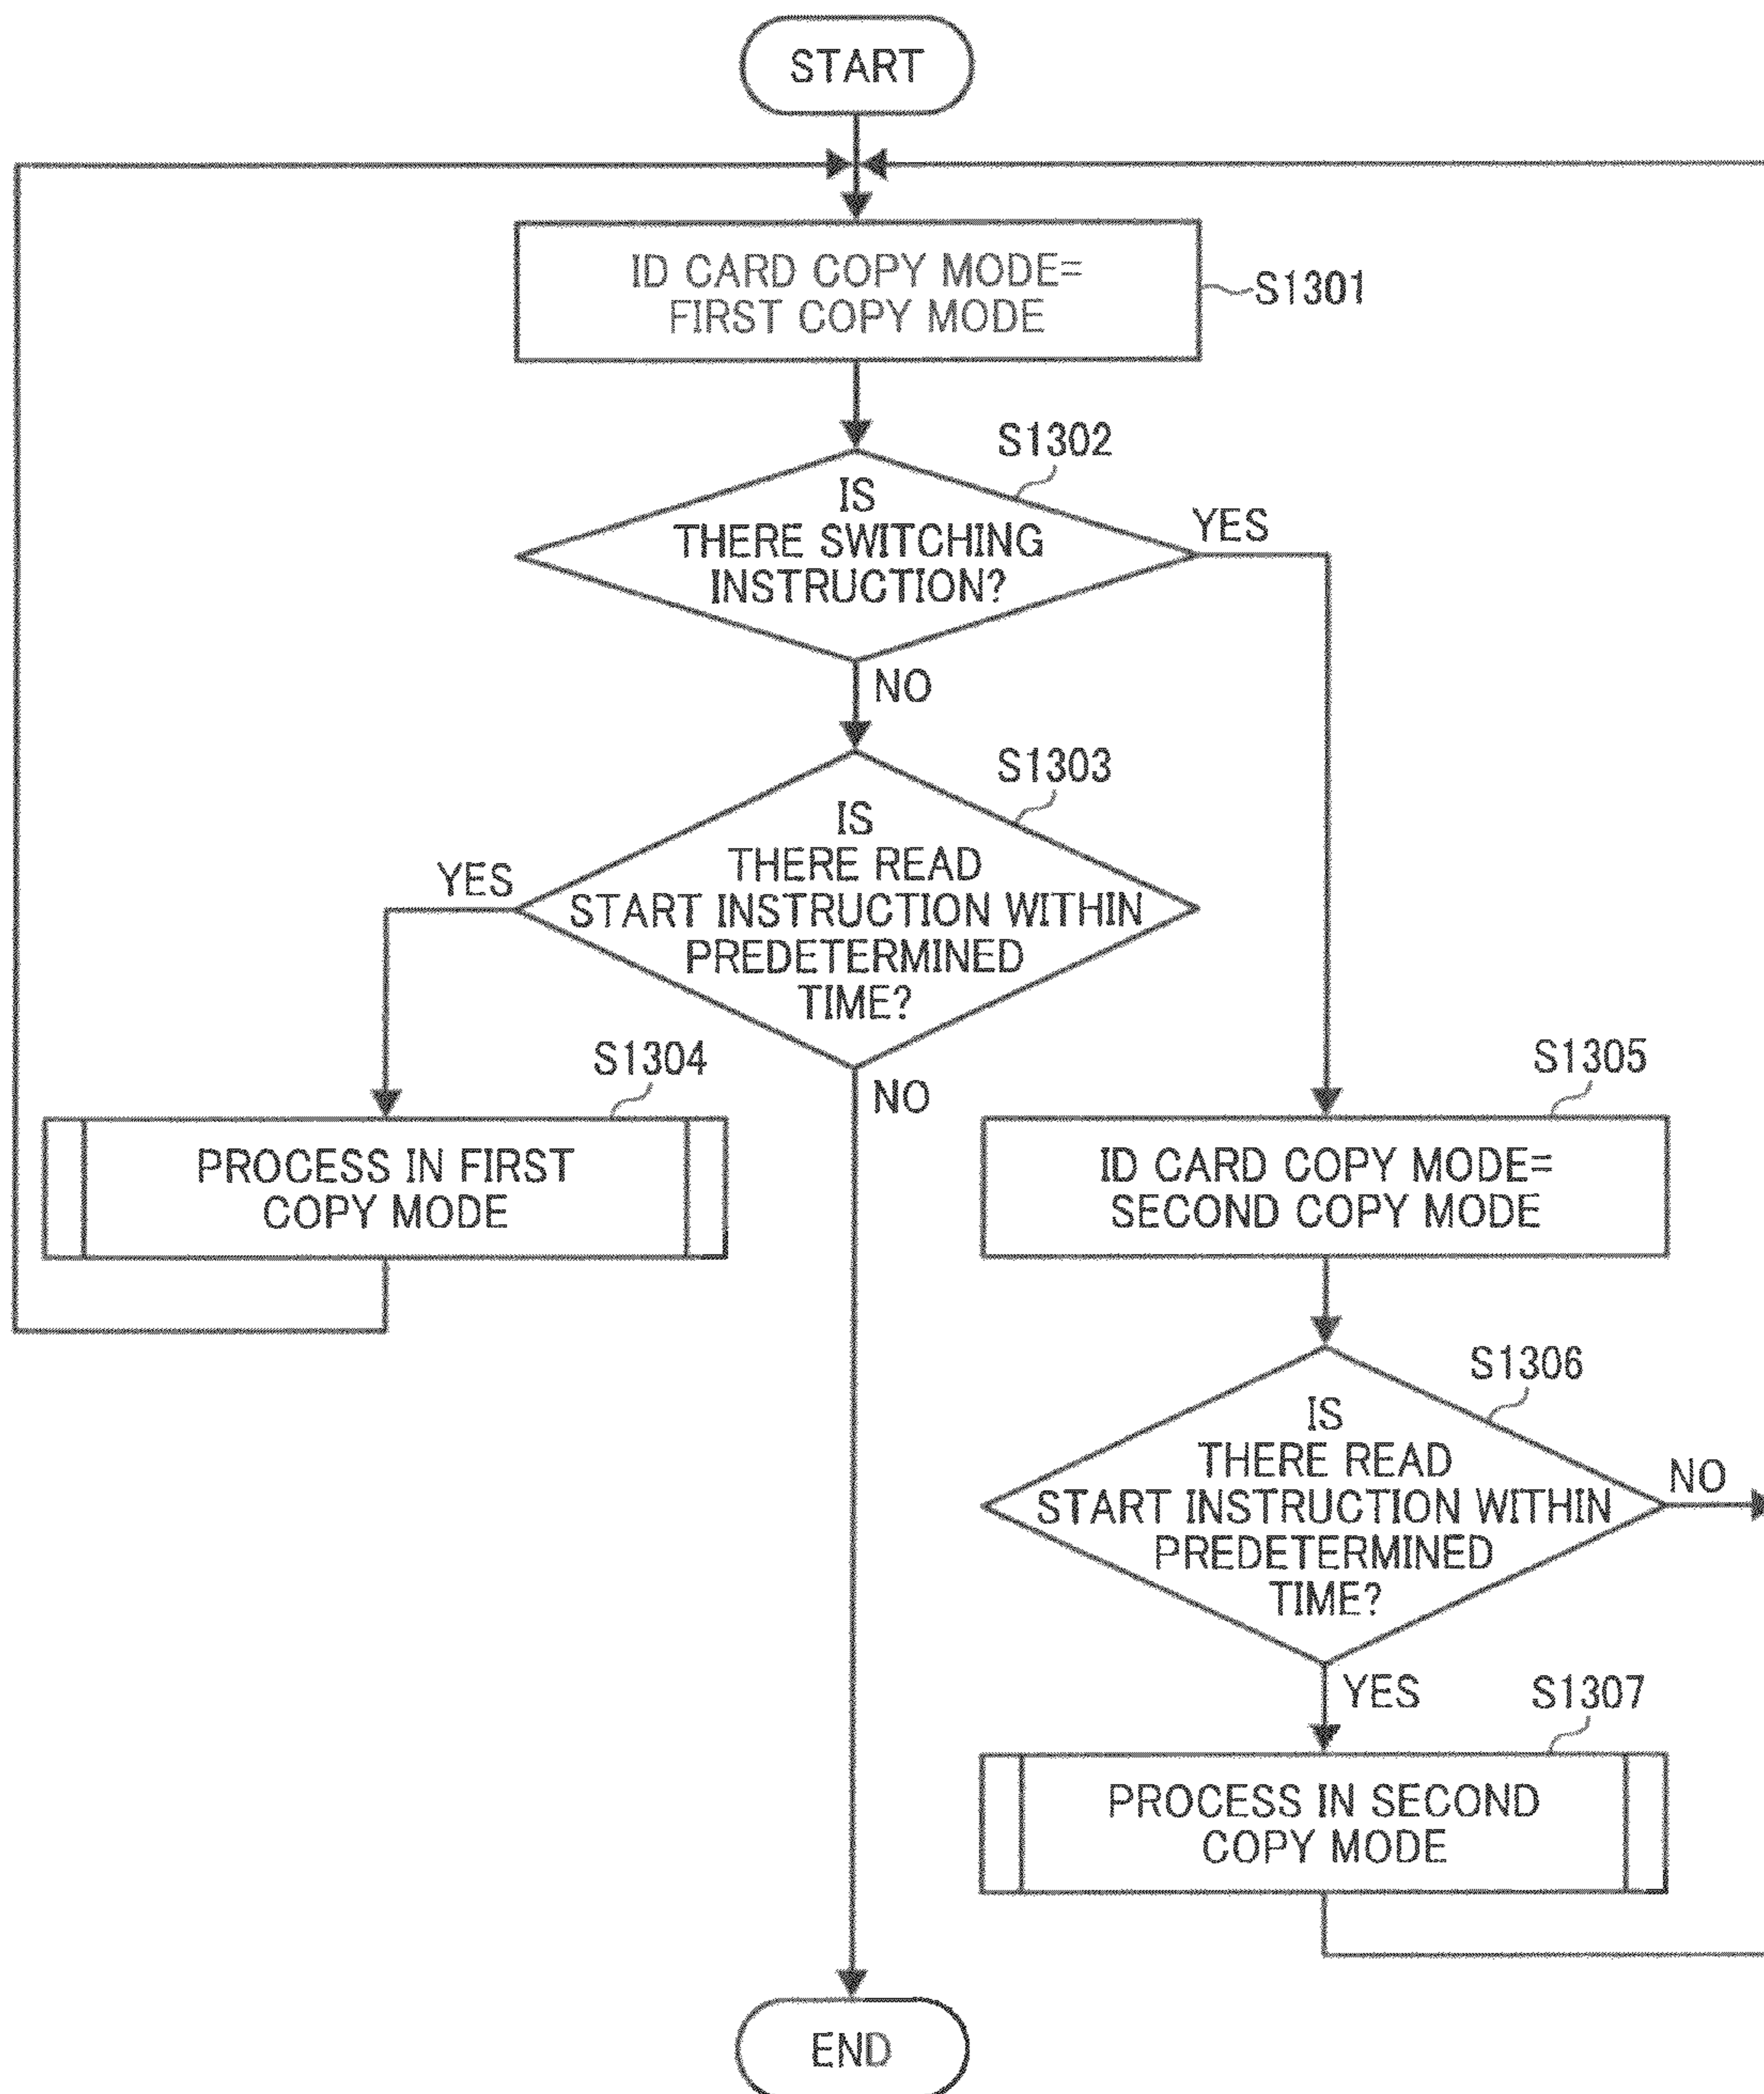 START
ID CARD COPY MODE=
FIRST COPY MODE
S1301
S1302
IS
THERE SWITCHING
INSTRUCTION?
YES
NO
S1303
IS
THERE READ
START INSTRUCTION WITHIN
PREDETERMINED
TIME?
YES
NO
S1304
PROCESS IN FIRST
COPY MODE
S1305
ID CARD COPY MODE=
SECOND COPY MODE
S1306
IS
THERE READ
START INSTRUCTION WITHIN
PREDETERMINED
TIME?
NO
YES
S1307
PROCESS IN SECOND
COPY MODE
END